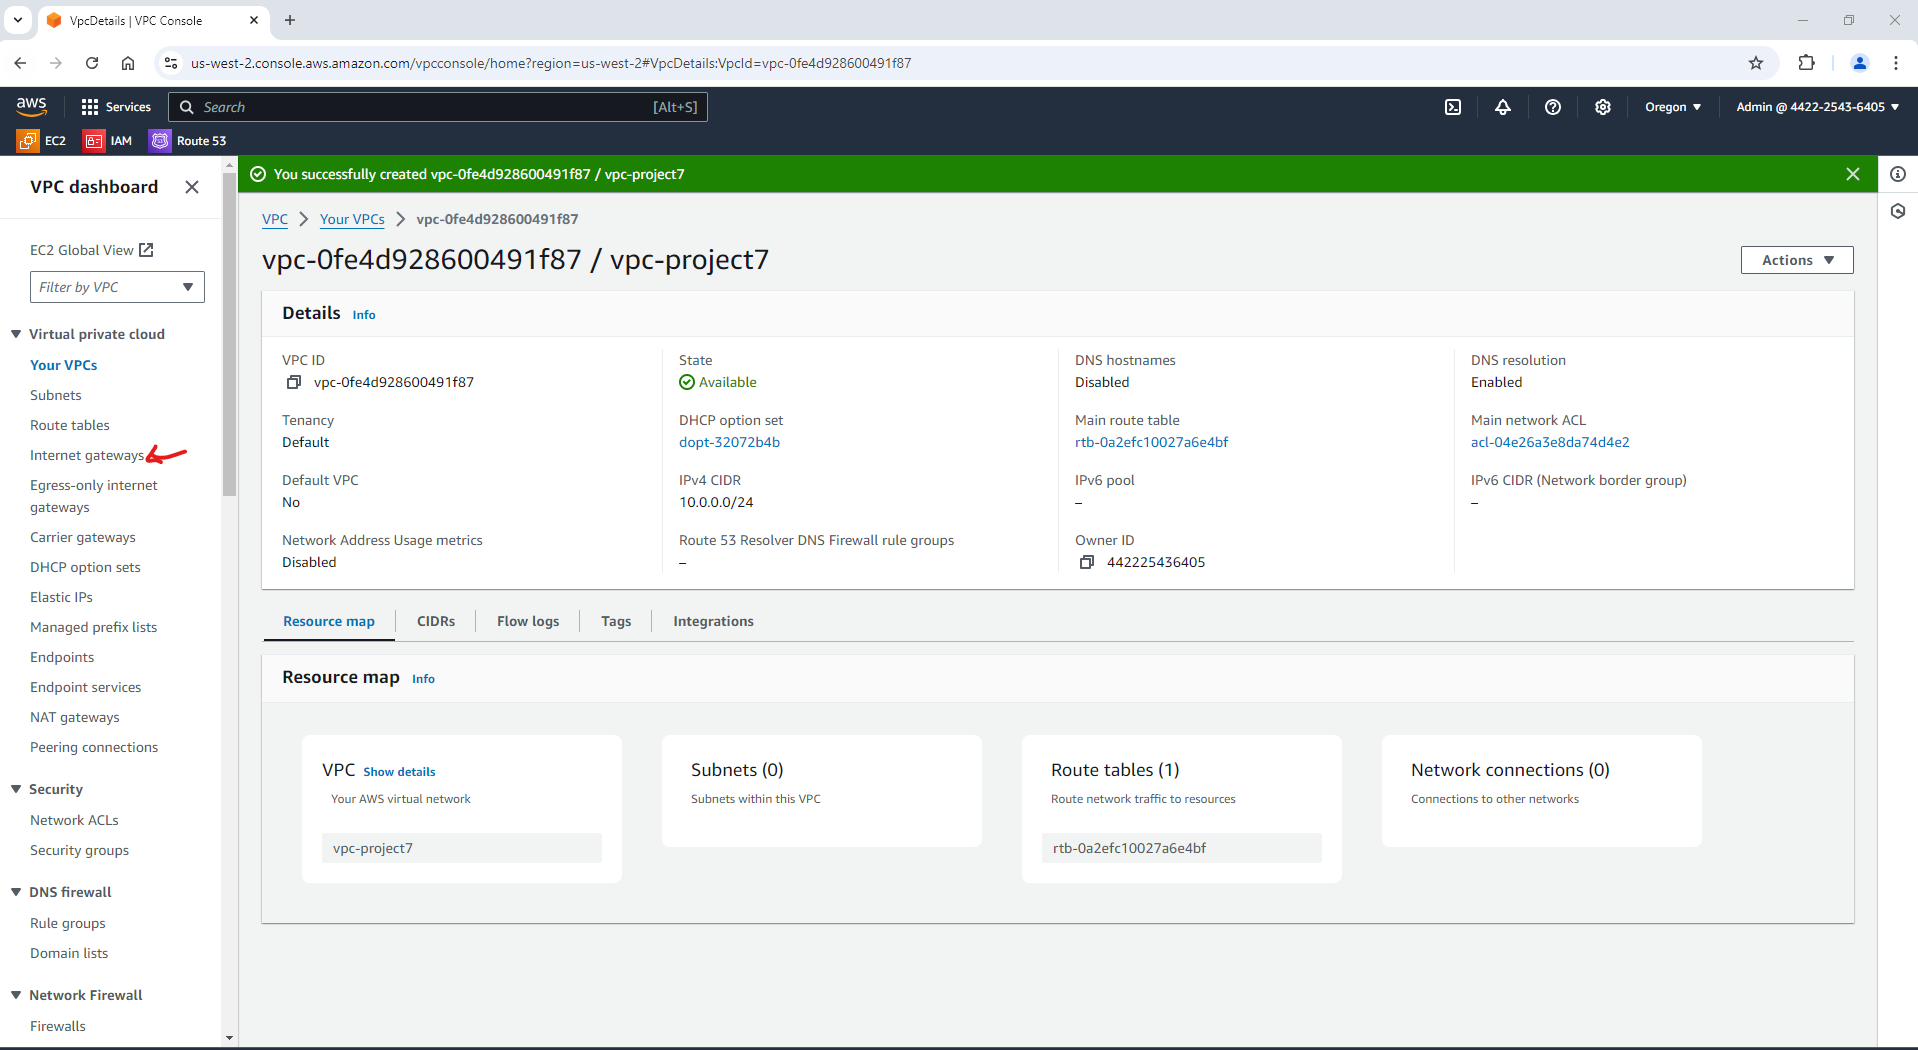 VpcDetails | VPC Console
us-west-2.console.aws.amazon.com/vpcconsole/home?region=us-west-2#VpcDetails:VpcId=vpc-0fe4d928600491f87
aws
Services
Search
[Alt+S]
Oregon
Admin @ 4422-2543-6405
EC2
IAM
Route 53
VPC dashboard
EC2 Global View
Filter by VPC
Virtual private cloud
Your VPCs
Subnets
Route tables
Internet gateways
Egress-only internet
gateways
Carrier gateways
DHCP option sets
Elastic IPs
Managed prefix lists
Endpoints
Endpoint services
NAT gateways
Peering connections
Security
Network ACLs
Security groups
DNS firewall
Rule groups
Domain lists
Network Firewall
Firewalls
You successfully created vpc-0fe4d928600491f87 / vpc-project7
VPC
Your VPCs
vpc-0fe4d928600491f87
vpc-0fe4d928600491f87 / vpc-project7
Actions
Details Info
VPC ID
vpc-0fe4d928600491f87
State
Available
DNS hostnames
Disabled
DNS resolution
Enabled
Tenancy
Default
DHCP option set
dopt-32072b4b
Main route table
rtb-0a2efc10027a6e4bf
Main network ACL
acl-04e26a3e8da74d4e2
Default VPC
No
IPv4 CIDR
10.0.0.0/24
IPv6 pool
–
IPv6 CIDR (Network border group)
–
Network Address Usage metrics
Disabled
Route 53 Resolver DNS Firewall rule groups
–
Owner ID
442225436405
Resource map
CIDRs
Flow logs
Tags
Integrations
Resource map Info
VPC Show details
Your AWS virtual network
vpc-project7
Subnets (0)
Subnets within this VPC
Route tables (1)
Route network traffic to resources
rtb-0a2efc10027a6e4bf
Network connections (0)
Connections to other networks